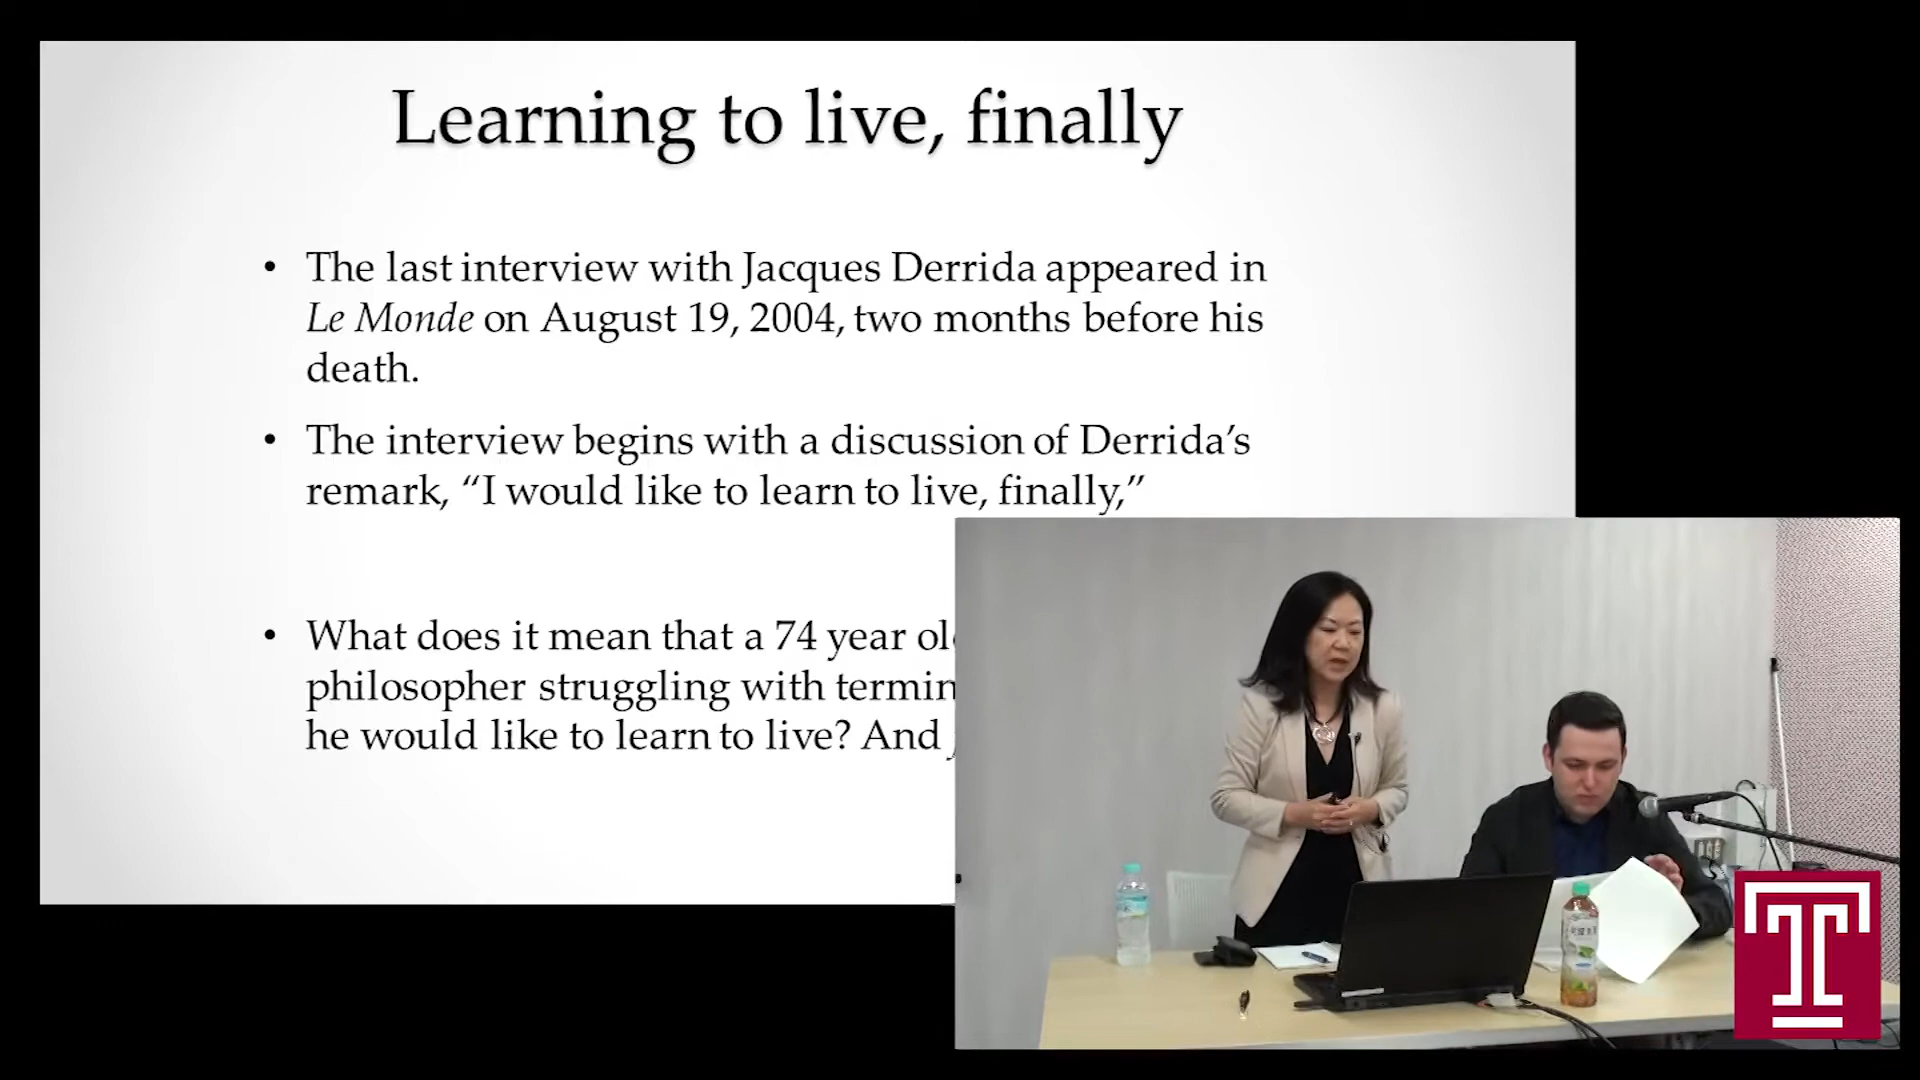 Learning to live, finally
• The last interview with Jacques Derrida appeared in
Le Monde on August 19, 2004, two months before his
death.
• The interview begins with a discussion of Derrida’s
remark, “I would like to learn to live, finally,”
• What does it mean that a 74 year
philosopher struggling with
he would like to learn to live? And
T